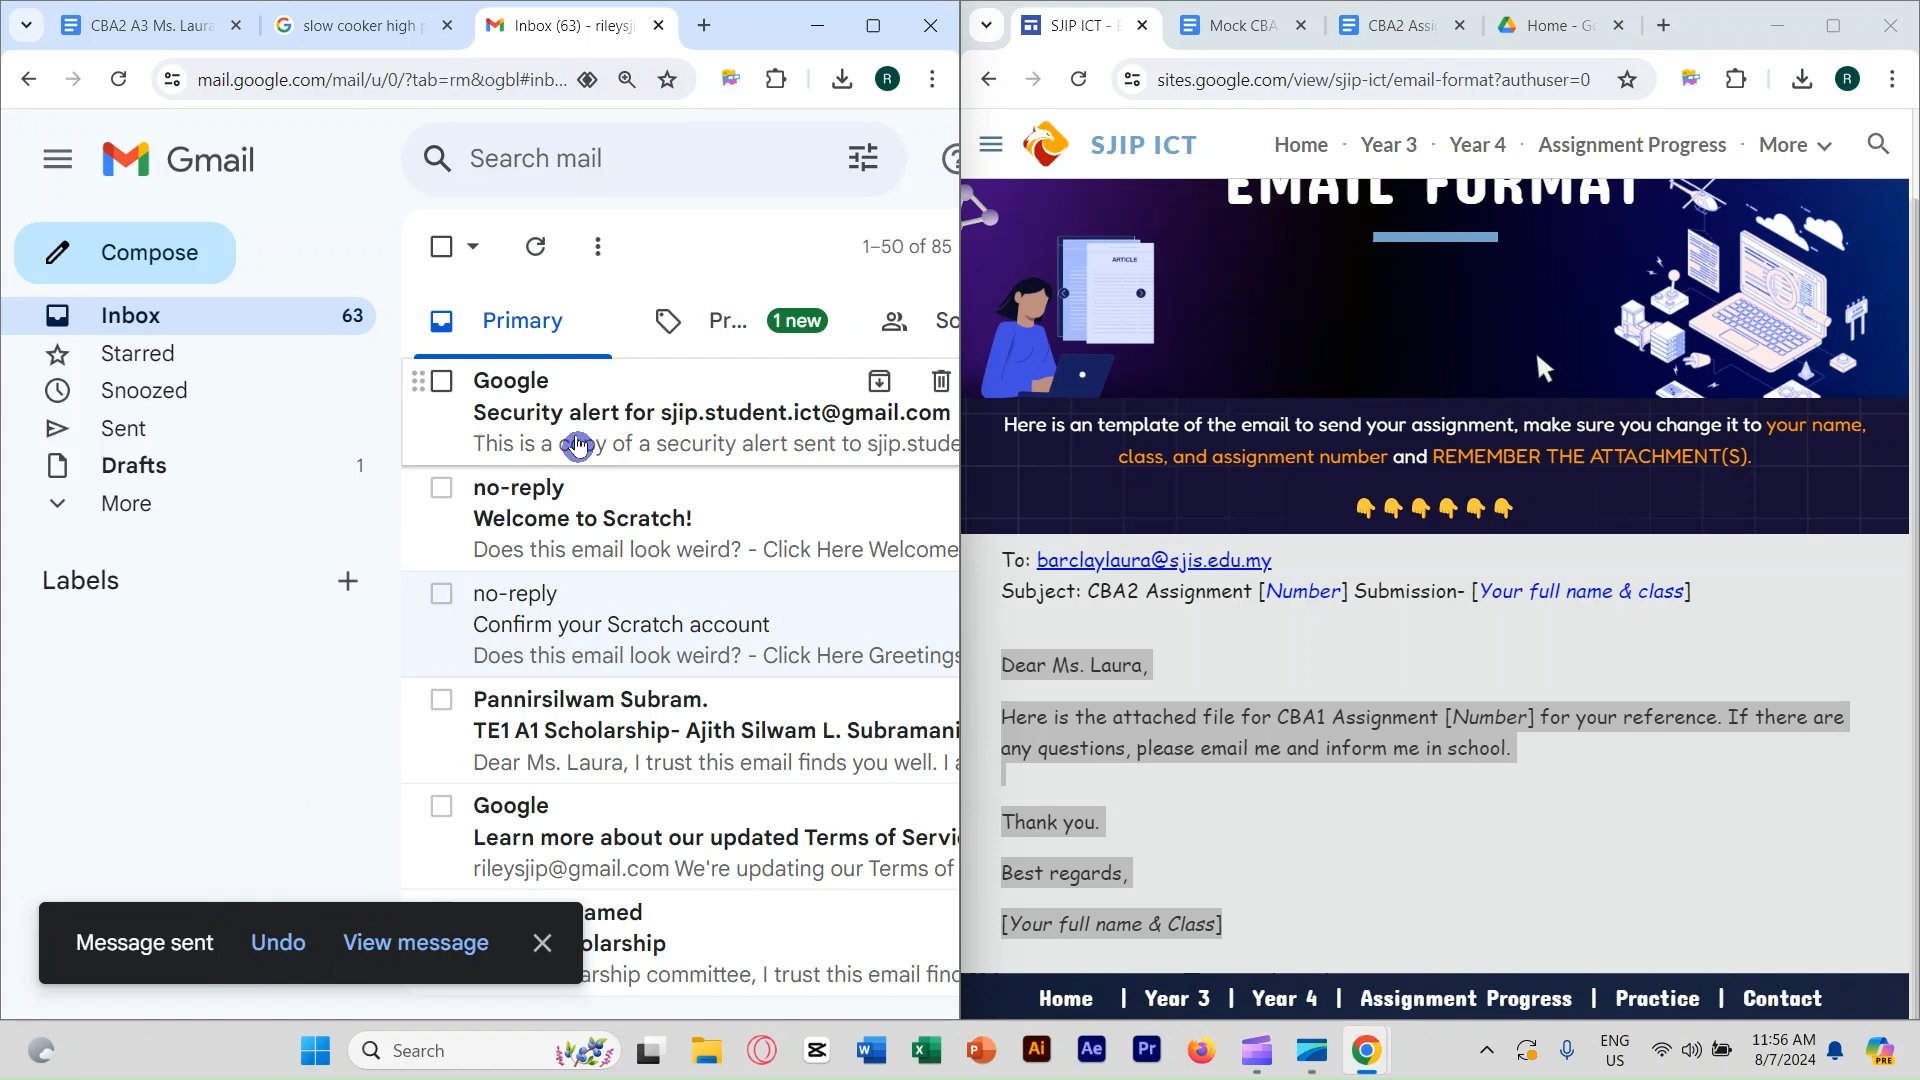 CBA2 A3 Ms. Laura
slow cooker high p
Inbox (63) - rileysji
mail.google.com/mail/u/0/?tab=rm&ogbl#inb...
R
Gmail
Search mail
Compose
1–50 of 85
Inbox 63
Starred
Snoozed
Sent
Drafts 1
More
Labels
Primary
Pr... 1 new
So
Google
Security alert for sjip.student.ict@gmail.com
This is a copy of a security alert sent to sjip.stude
no-reply
Welcome to Scratch!
Does this email look weird? - Click Here Welcome
no-reply
Confirm your Scratch account
Does this email look weird? - Click Here Greetings
Pannirsilwam Subram.
TE1 A1 Scholarship- Ajith Silwam L. Subramani
Dear Ms. Laura, I trust this email finds you well. I a
Google
Learn more about our updated Terms of Servi
rileysjip@gmail.com We're updating our Terms of
amed
olarship
arship committee, I trust this email find
Message sent Undo View message
SJIP ICT - E
Mock CBA
CBA2 Assig
Home - Go
sites.google.com/view/sjip-ict/email-format?authuser=0
R
SJIP ICT
Home · Year 3 · Year 4 · Assignment Progress · More
EMAIL FORMAT
ARTICLE
Here is an template of the email to send your assignment, make sure you change it to your name,
class, and assignment number and REMEMBER THE ATTACHMENT(S).
👇👇👇👇👇👇
To: barclaylaura@sjis.edu.my
Subject: CBA2 Assignment [Number] Submission- [Your full name & class]
Dear Ms. Laura,
Here is the attached file for CBA1 Assignment [Number] for your reference. If there are
any questions, please email me and inform me in school.
Thank you.
Best regards,
[Your full name & Class]
Home | Year 3 | Year 4 | Assignment Progress | Practice | Contact
Search
ENG
US
11:56 AM
8/7/2024
W
X
P
Ai
Ae
Pr
PRE